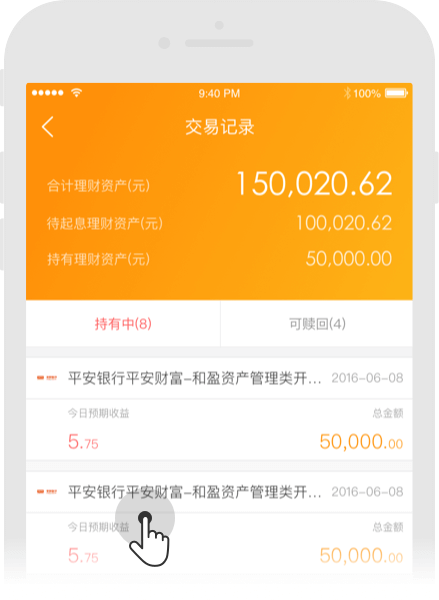 9:40 PM 100%
交易记录
合计理财资产(元) 150,020.62
待起息理财资产(元) 100,020.62
持有理财资产(元) 50,000.00
持有中(8) 可赎回(4)
平安银行平安财富-和盈资产管理类开... 2016-06-08
今日预期收益 总金额
5.75 50,000.00
平安银行平安财富-和盈资产管理类开... 2016-06-08
今日预期收益 总金额
5.75 50,000.00